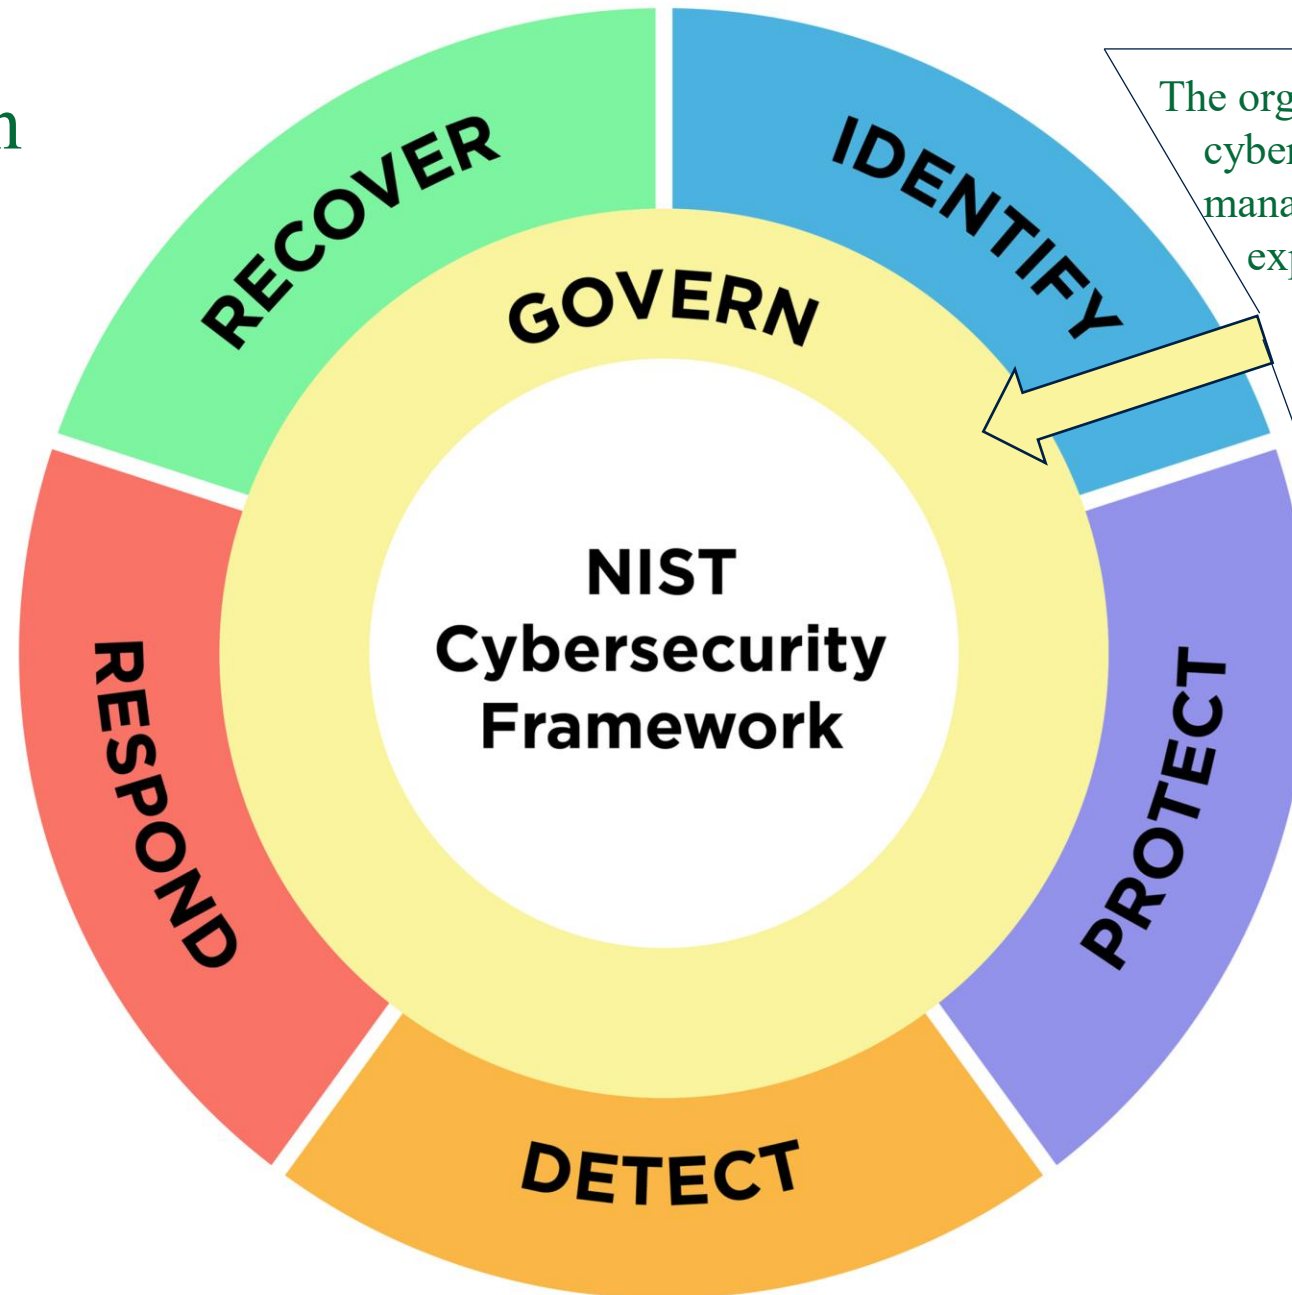 n
The org
cyber
mana
exp
RECOVER
IDENTIFY
GOVERN
NIST
Cybersecurity
Framework
RESPOND
PROTECT
DETECT